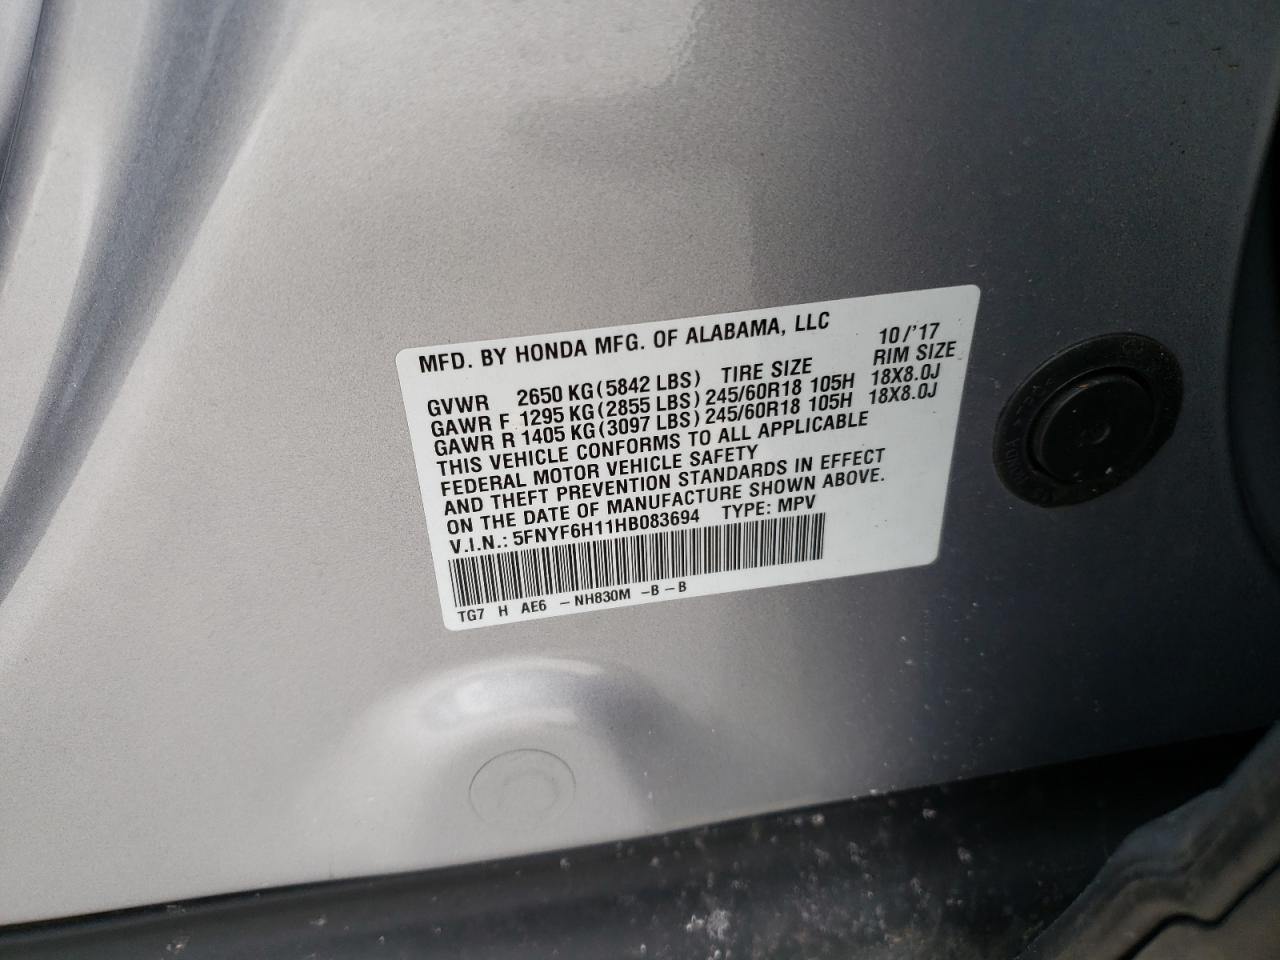 MFD. BY HONDA MFG. OF ALABAMA, LLC 10/'17
GVWR 2650 KG(5842 LBS) TIRE SIZE RIM SIZE
GAWR F 1295 KG(2855 LBS) 245/60R18 105H 18X8.0J
GAWR R 1405 KG(3097 LBS) 245/60R18 105H 18X8.0J
THIS VEHICLE CONFORMS TO ALL APPLICABLE
FEDERAL MOTOR VEHICLE SAFETY
AND THEFT PREVENTION STANDARDS IN EFFECT
ON THE DATE OF MANUFACTURE SHOWN ABOVE.
V.I.N.: 5FNYF6H11HB083694 TYPE: MPV
TG7 H AE6 -NH830M -B-B